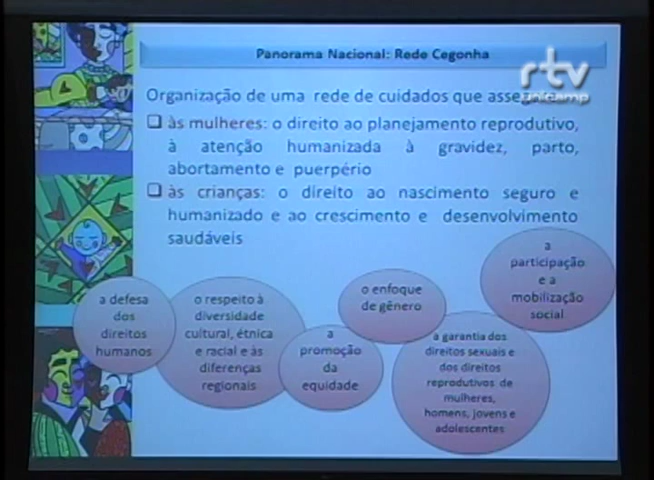 Panorama Nacional: Rede Cegonha
rtv
unicamp
Organização de uma rede de cuidados que
às mulheres: o direito ao planejamento reprodutivo,
à atenção humanizada à gravidez, parto,
abortamento e puerpério
às crianças: o direito ao nascimento seguro e
humanizado e ao crescimento e desenvolvimento
saudáveis
a defesa
dos
direitos
humanos
o respeito à
diversidade
cultural, étnica
e racial e às
diferenças
regionais
a
promoção
da
equidade
o enfoque
de gênero
a garantia dos
direitos sexuais e
dos direitos
reprodutivos de
mulheres,
homens, jovens e
adolescentes
a
participação
e a
mobilização
social